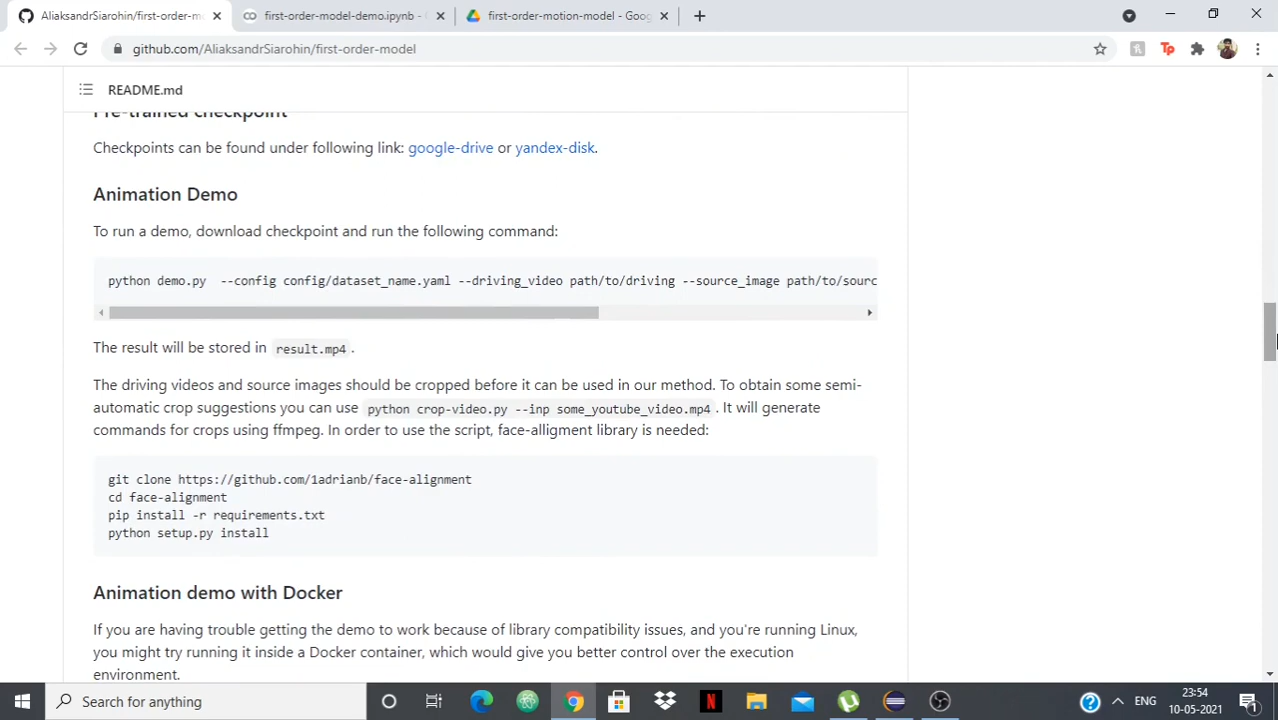 AliaksandrSiarohin/first-order-m
first-order-model-demo.ipynb -
first-order-motion-model - Goog
github.com/AliaksandrSiarohin/first-order-model
README.md
Pre-trained checkpoint
Checkpoints can be found under following link: google-drive or yandex-disk.
Animation Demo
To run a demo, download checkpoint and run the following command:
python demo.py --config config/dataset_name.yaml --driving_video path/to/driving --source_image path/to/sourc
The result will be stored in result.mp4 .
The driving videos and source images should be cropped before it can be used in our method. To obtain some semi-
automatic crop suggestions you can use python crop-video.py --inp some_youtube_video.mp4 . It will generate
commands for crops using ffmpeg. In order to use the script, face-alligment library is needed:
git clone https://github.com/1adrianb/face-alignment
cd face-alignment
pip install -r requirements.txt
python setup.py install
Animation demo with Docker
If you are having trouble getting the demo to work because of library compatibility issues, and you're running Linux,
you might try running it inside a Docker container, which would give you better control over the execution
environment.
Search for anything
ENG
23:54
10-05-2021